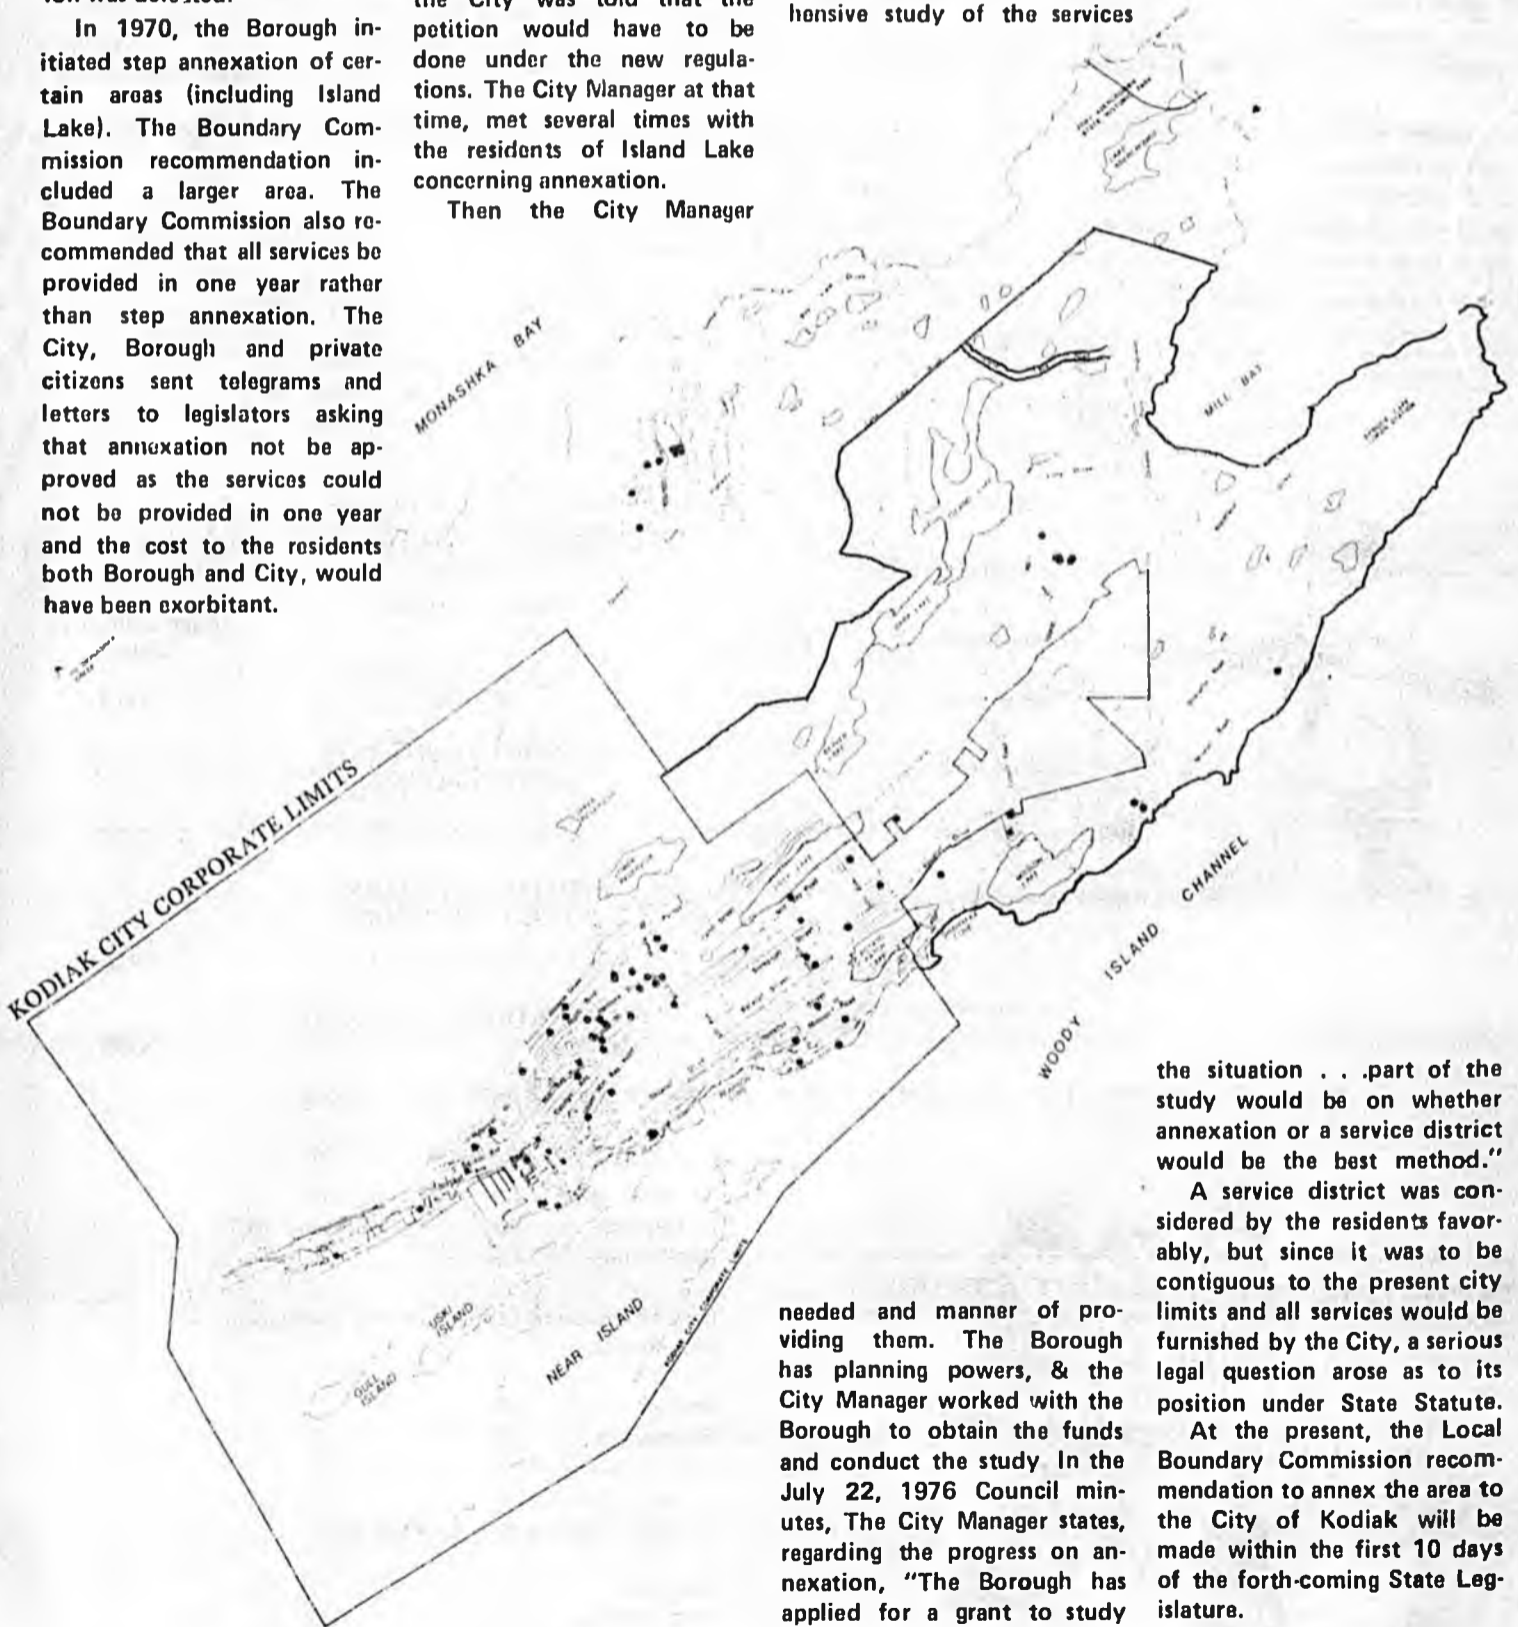 In 1970, the Borough in-
itiated step annexation of cer-
tain areas (including Island
Lake). The Boundary Com-
mission recommendation in-
cluded a larger area. The
Boundary Commission also re-
commended that all services be
provided in one year rather
than step annexation. The
City, Borough and private
citizens sent telegrams and
letters to legislators asking
that annexation not be ap-
proved as the services could
not be provided in one year
and the cost to the residents
both Borough and City, would
have been exorbitant.
the City was told that the
petition would have to be
done under the new regula-
tions. The City Manager at that
time, met several times with
the residents of Island Lake
concerning annexation.
Then the City Manager
hensive study of the services
needed and manner of pro-
viding them. The Borough
has planning powers, & the
City Manager worked with the
Borough to obtain the funds
and conduct the study. In the
July 22, 1976 Council min-
utes, The City Manager states,
regarding the progress on an-
nexation, "The Borough has
applied for a grant to study
the situation . . .part of the
study would be on whether
annexation or a service district
would be the best method."
A service district was con-
sidered by the residents favor-
ably, but since it was to be
contiguous to the present city
limits and all services would be
furnished by the City, a serious
legal question arose as to its
position under State Statute.
At the present, the Local
Boundary Commission recom-
mendation to annex the area to
the City of Kodiak will be
made within the first 10 days
of the forth-coming State Leg-
islature.
MONASHKA BAY
MILL BAY
KODIAK CITY CORPORATE LIMITS
WOODY ISLAND CHANNEL
USKI
ISLAND
GULL
ISLAND
NEAR ISLAND
KODIAK CITY CORPORATE LIMITS